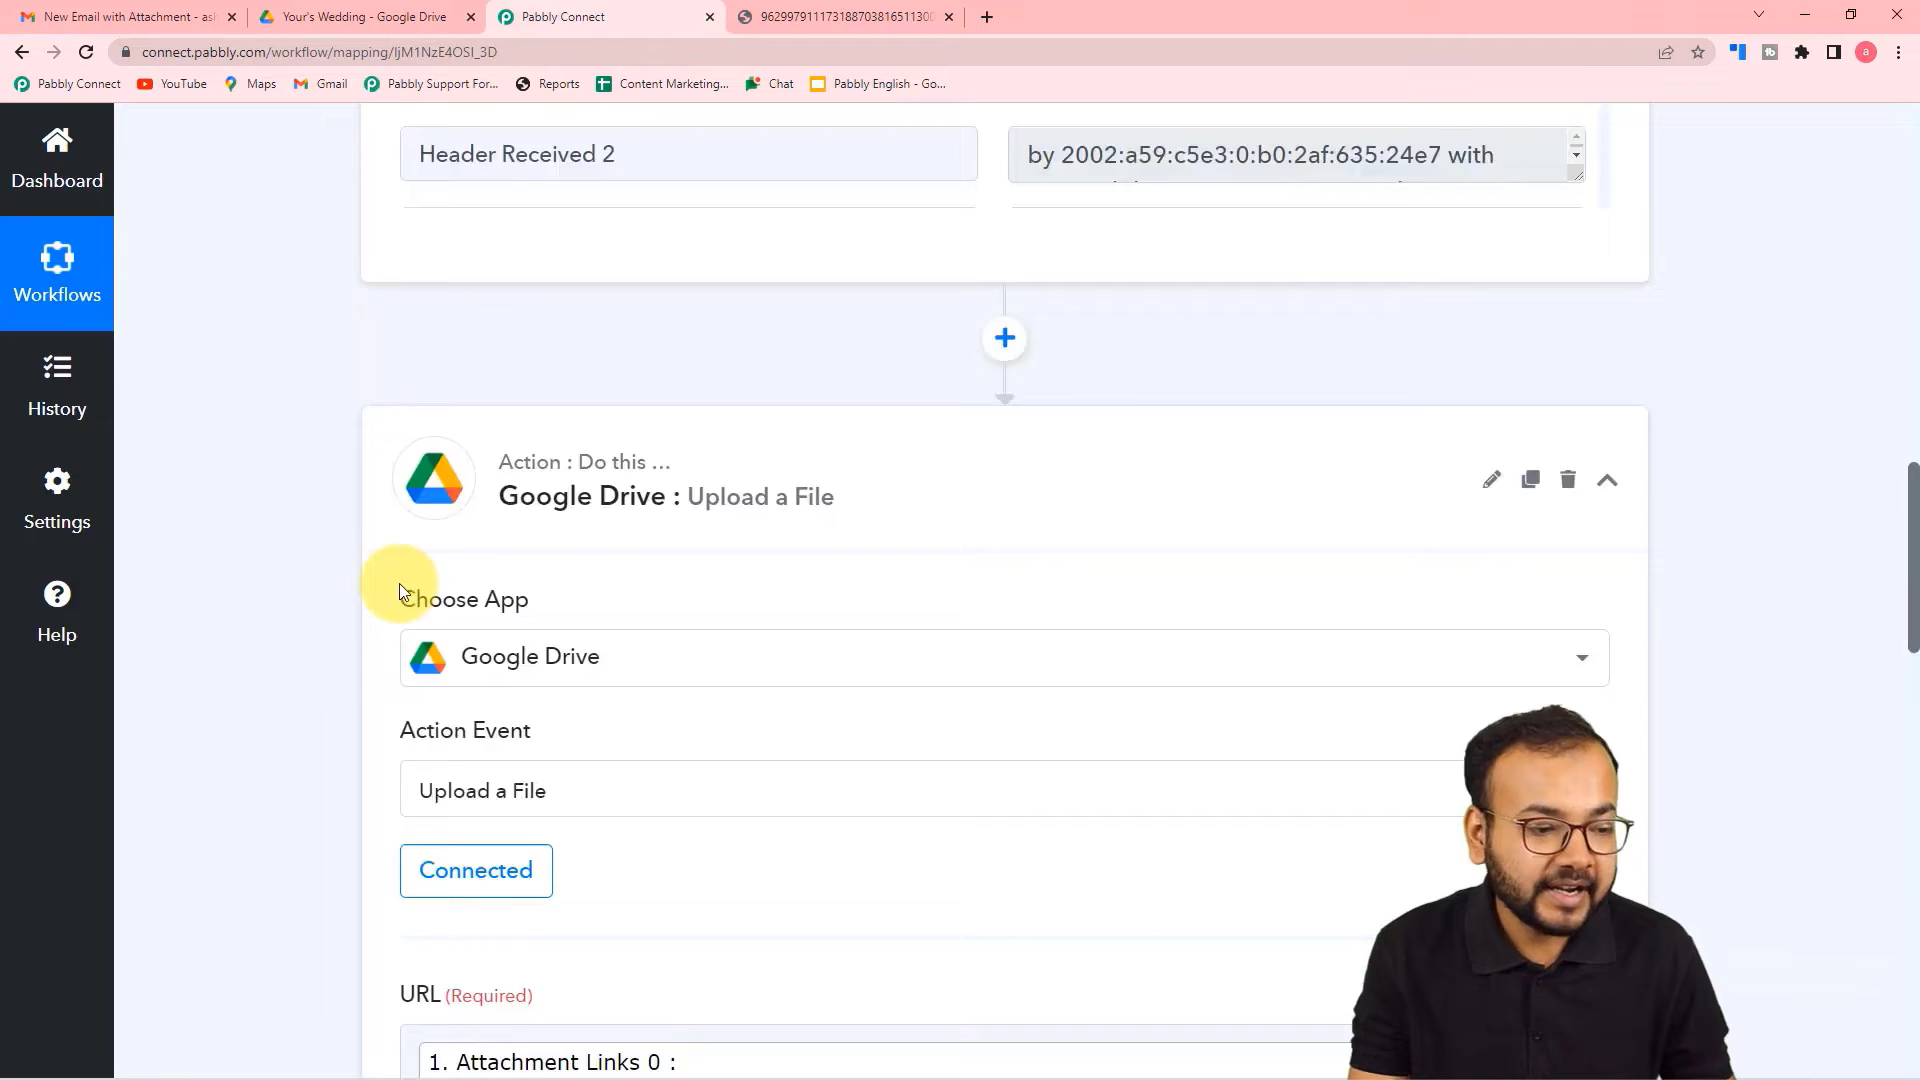 New Email with Attachment - ash
Your's Wedding - Google Drive
Pabbly Connect
connect.pabbly.com/workflow/mapping/IjM1NzE4OSI_3D
Pabbly Connect
YouTube
Maps
Gmail
Pabbly Support For...
Reports
Content Marketing...
Chat
Pabbly English - Go...
Dashboard
Workflows
History
Settings
Help
Header Received 2
by 2002:a59:c5e3:0:b0:2af:635:24e7 with
Action : Do this ...
Google Drive : Upload a File
Choose App
Google Drive
Action Event
Upload a File
Connected
URL (Required)
1. Attachment Links 0 :